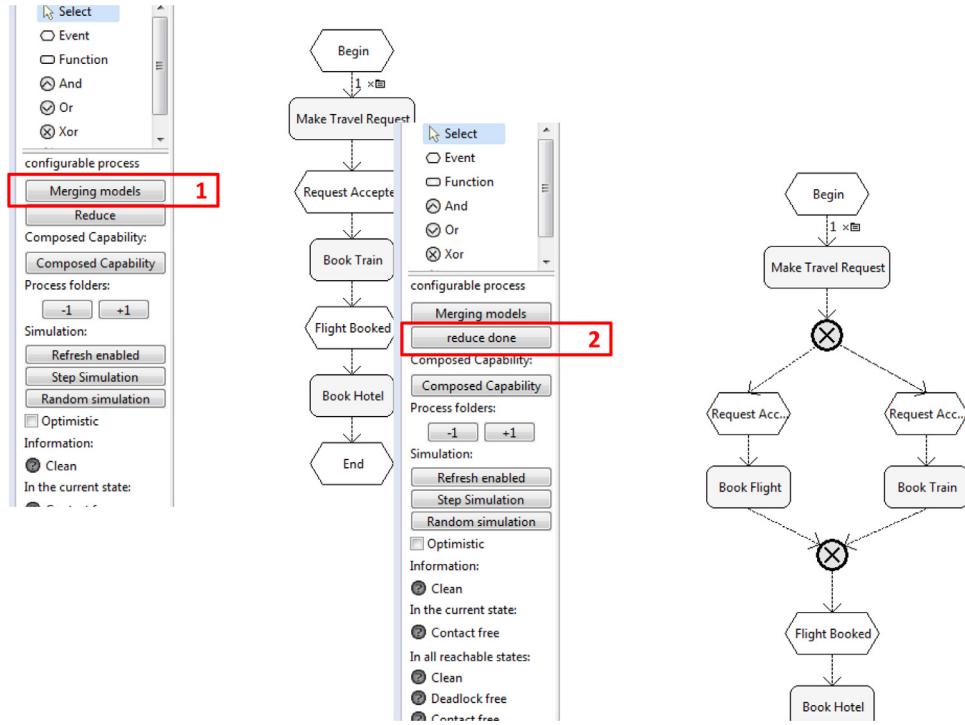 Select
Event
Function
And
Or
Xor
configurable process
Merging models
1
Reduce
Composed Capability:
Composed Capability
Process folders:
-1 +1
Simulation:
Refresh enabled
Step Simulation
Random simulation
Optimistic
Information:
Clean
In the current state:
Begin
1 ×
Make Travel Request
Request Accepte
Book Train
Flight Booked
Book Hotel
End
Select
Event
Function
And
Or
Xor
configurable process
Merging models
reduce done
2
Composed Capability:
Composed Capability
Process folders:
-1 +1
Simulation:
Refresh enabled
Step Simulation
Random simulation
Optimistic
Information:
Clean
In the current state:
Contact free
In all reachable states:
Clean
Deadlock free
Contact free
Begin
1 ×
Make Travel Request
Request Acc...
Request Acc...
Book Flight
Book Train
Flight Booked
Book Hotel